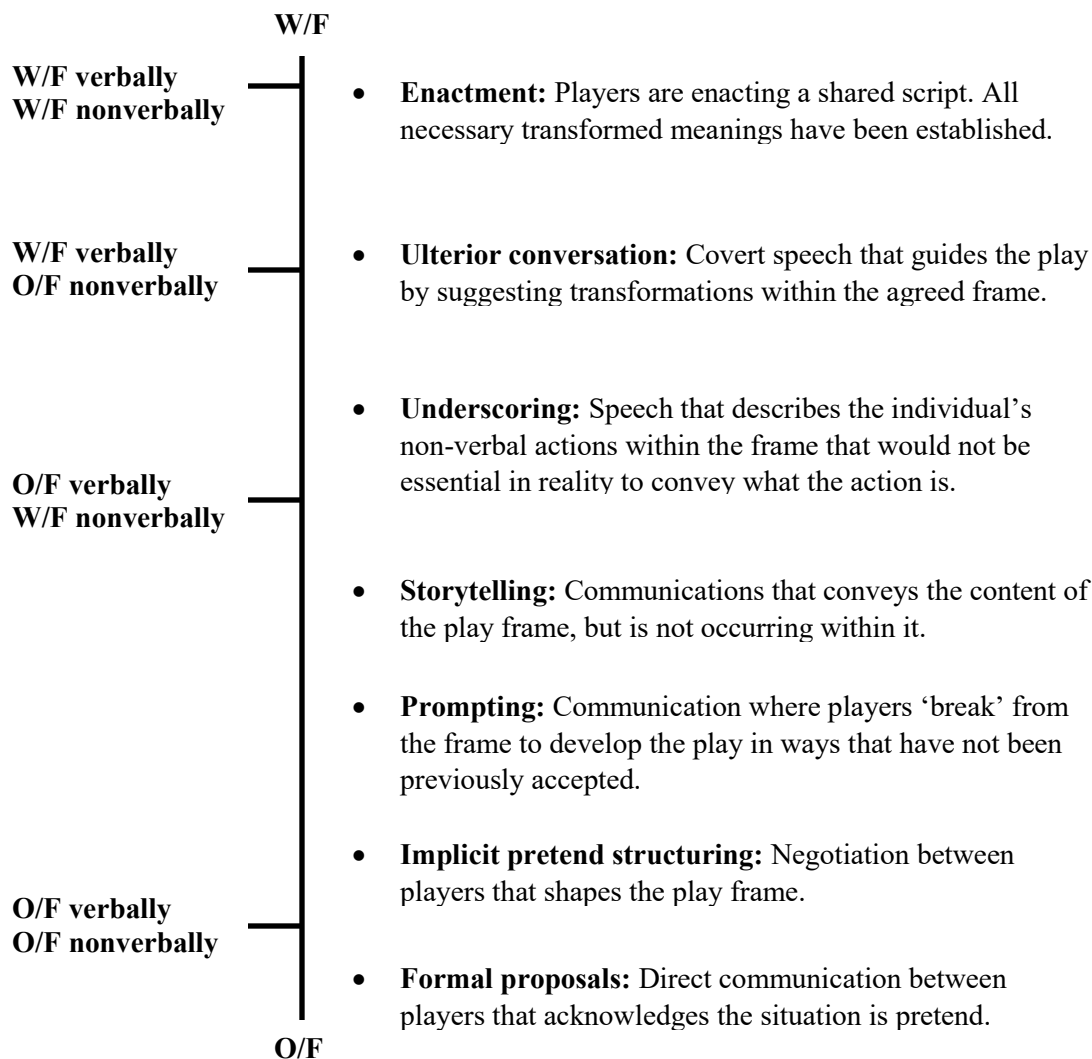 W/F
W/F verbally
W/F nonverbally
• Enactment: Players are enacting a shared script. All
necessary transformed meanings have been established.
W/F verbally
O/F nonverbally
• Ulterior conversation: Covert speech that guides the play
by suggesting transformations within the agreed frame.
• Underscoring: Speech that describes the individual’s
non-verbal actions within the frame that would not be
essential in reality to convey what the action is.
O/F verbally
W/F nonverbally
• Storytelling: Communications that conveys the content of
the play frame, but is not occurring within it.
• Prompting: Communication where players ‘break’ from
the frame to develop the play in ways that have not been
previously accepted.
• Implicit pretend structuring: Negotiation between
players that shapes the play frame.
O/F verbally
O/F nonverbally
• Formal proposals: Direct communication between
players that acknowledges the situation is pretend.
O/F